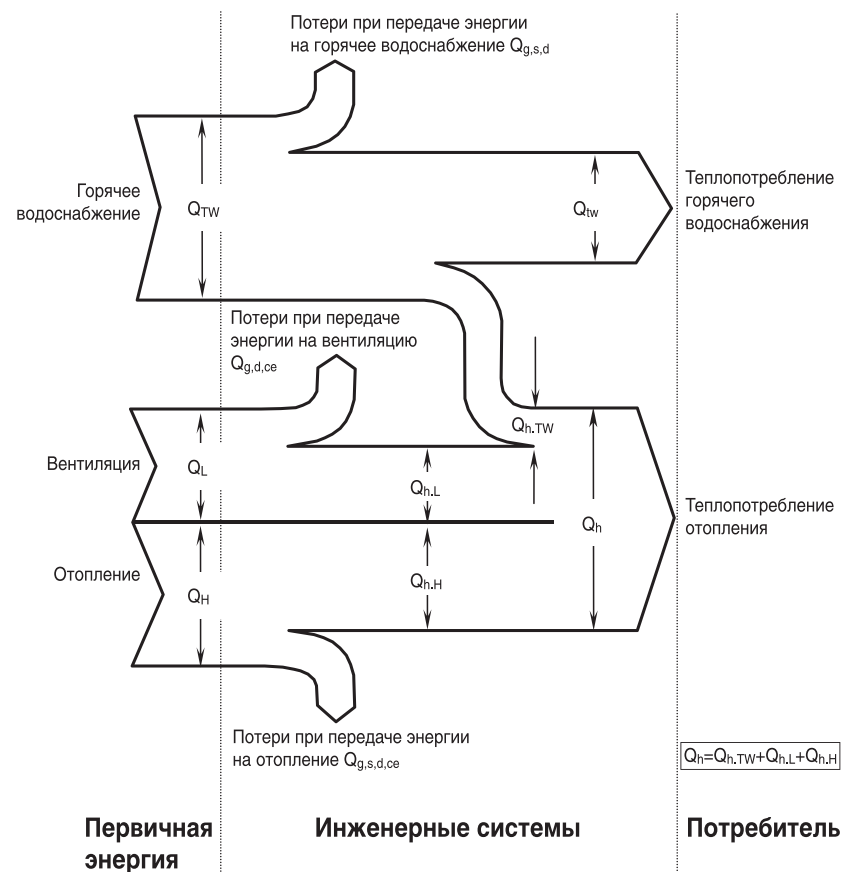 Потери при передаче энергии
на горячее водоснабжение Qg,s,d
Горячее
водоснабжение
QTW
Qtw
Теплопотребление
горячего
водоснабжения
Потери при передаче
энергии на вентиляцию
Qg,d,ce
Qh.TW
Вентиляция
QL
Qh.L
Qh
Теплопотребление
отопления
Отопление
QH
Qh.H
Потери при передаче энергии
на отопление Qg,s,d,ce
Qh=Qh.TW+Qh.L+Qh.H
Первичная
энергия
Инженерные системы
Потребитель